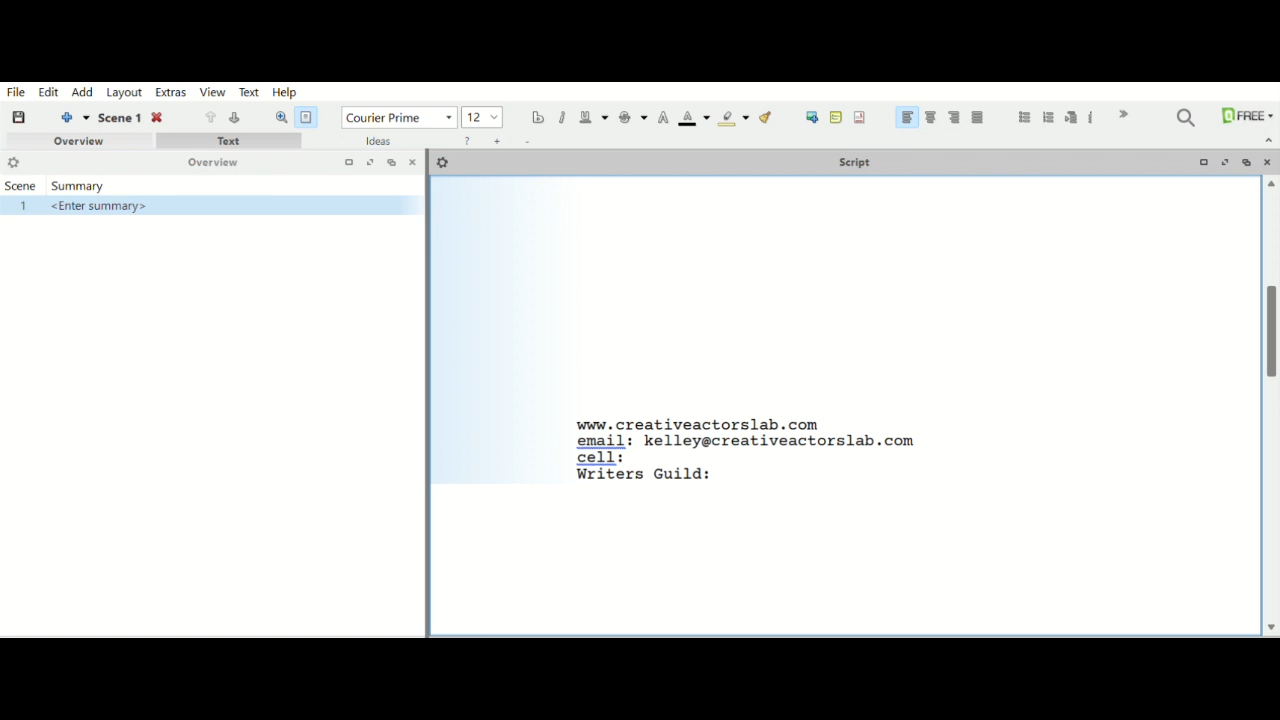 File Edit Add Layout Extras View Text Help
Scene 1 Courier Prime 12 FREE
Overview Text Ideas ? + -
Overview Script
Scene Summary
1 <Enter summary>
www.creativeactorslab.com
email: kelley@creativeactorslab.com
cell:
Writers Guild: